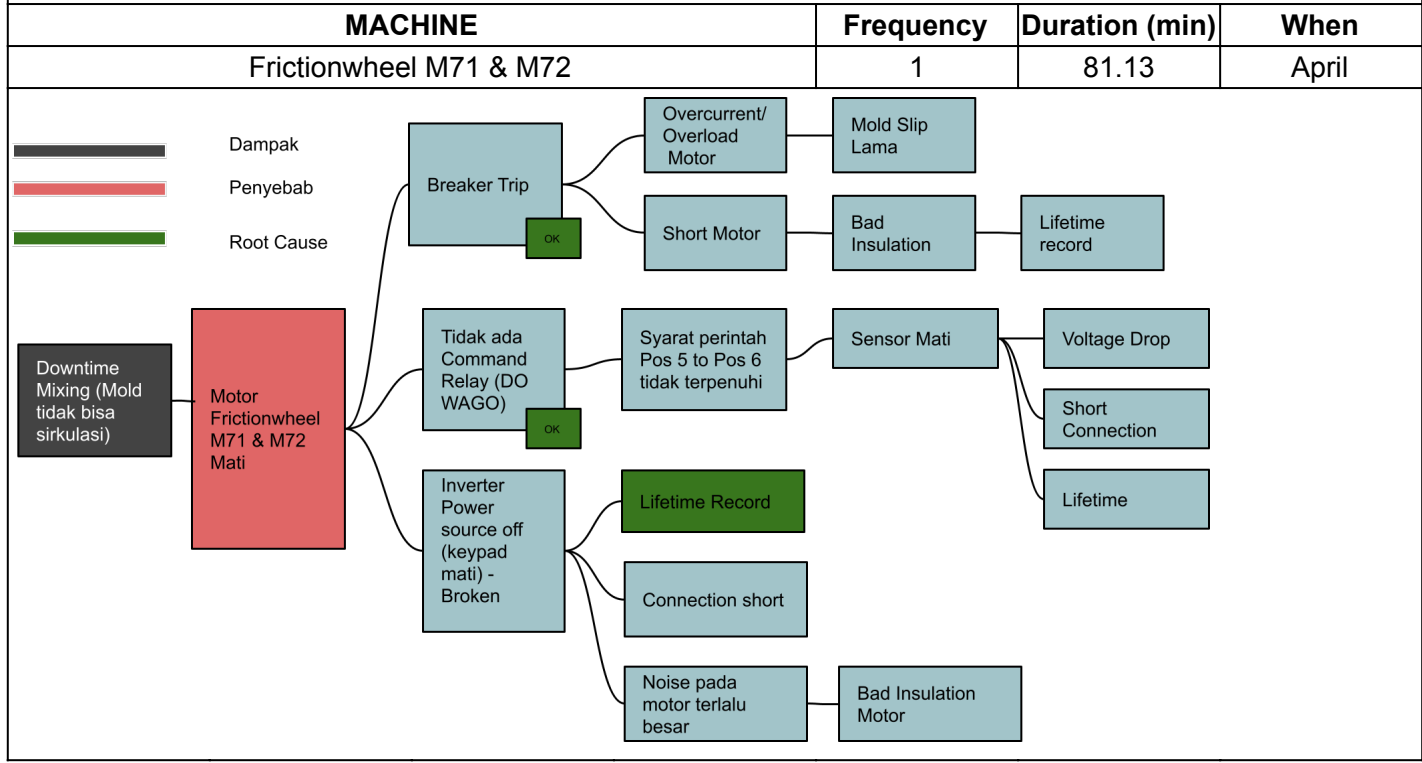 MACHINE
Frequency
Duration (min)
When
Frictionwheel M71 & M72
1
81.13
April
Dampak
Penyebab
Root Cause
Downtime
Mixing (Mold
tidak bisa
sirkulasi)
Motor
Frictionwheel
M71 & M72
Mati
Breaker Trip
OK
Overcurrent/
Overload
Motor
Mold Slip
Lama
Short Motor
Bad
Insulation
Lifetime
record
Tidak ada
Command
Relay (DO
WAGO)
OK
Syarat perintah
Pos 5 to Pos 6
tidak terpenuhi
Sensor Mati
Voltage Drop
Short
Connection
Lifetime
Inverter
Power
source off
(keypad
mati) -
Broken
Lifetime Record
Connection short
Noise pada
motor terlalu
besar
Bad Insulation
Motor